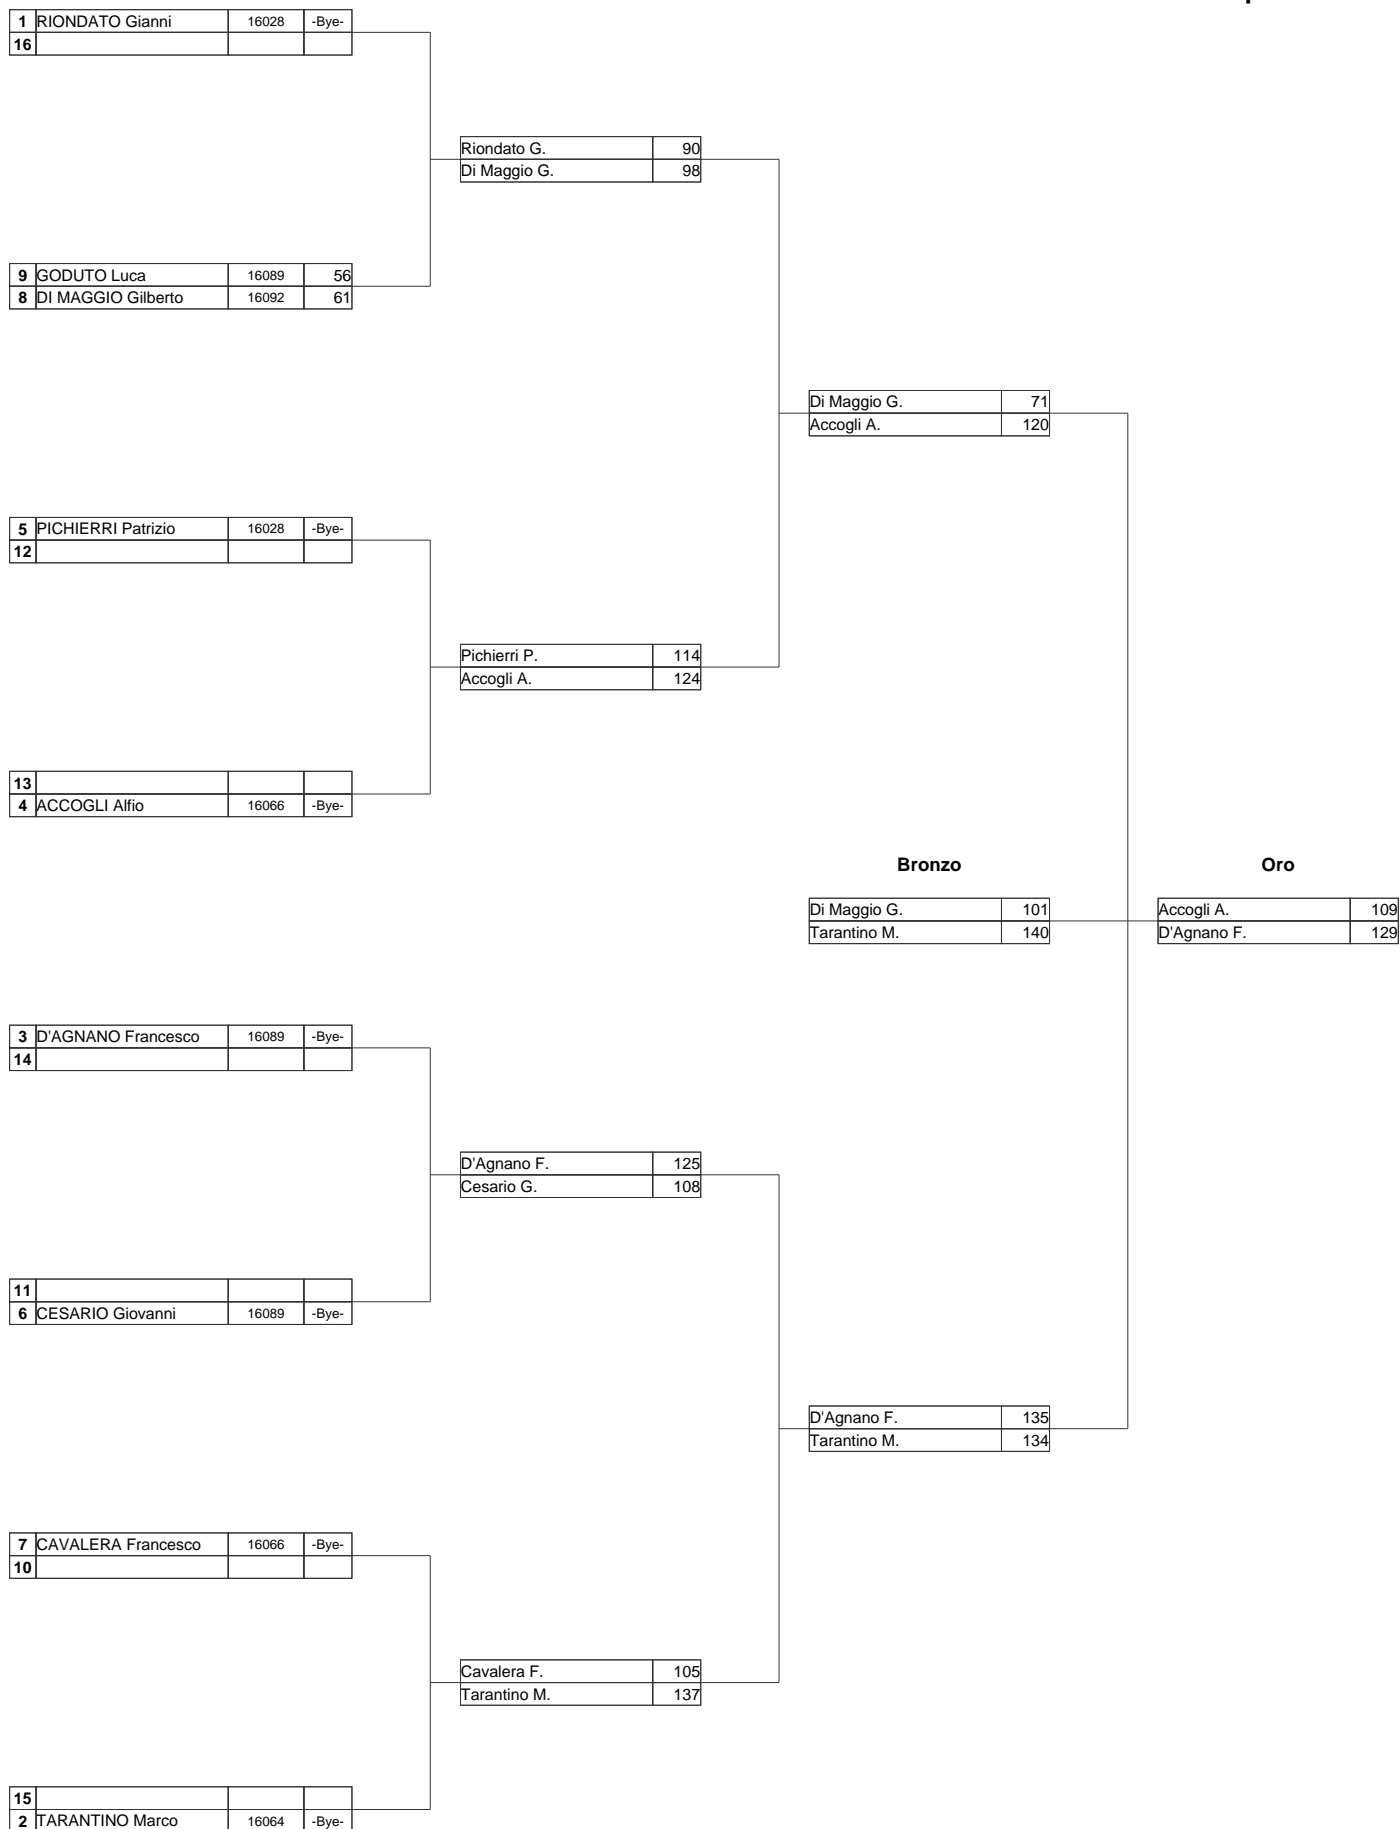 1 RIONDATO Gianni 16028 -Bye-
16
Riondato G. 90
Di Maggio G. 98
9 GODUTO Luca 16089 56
8 DI MAGGIO Gilberto 16092 61
Di Maggio G. 71
Accogli A. 120
5 PICHIERRI Patrizio 16028 -Bye-
12
Pichierri P. 114
Accogli A. 124
13
4 ACCOGLI Alfio 16066 -Bye-
Bronzo Oro
Di Maggio G. 101 Accogli A. 109
Tarantino M. 140 D'Agnano F. 129
3 D'AGNANO Francesco 16089 -Bye-
14
D'Agnano F. 125
Cesario G. 108
11
6 CESARIO Giovanni 16089 -Bye-
D'Agnano F. 135
Tarantino M. 134
7 CAVALERA Francesco 16066 -Bye-
10
Cavalera F. 105
Tarantino M. 137
15
2 TARANTINO Marco 16064 -Bye-